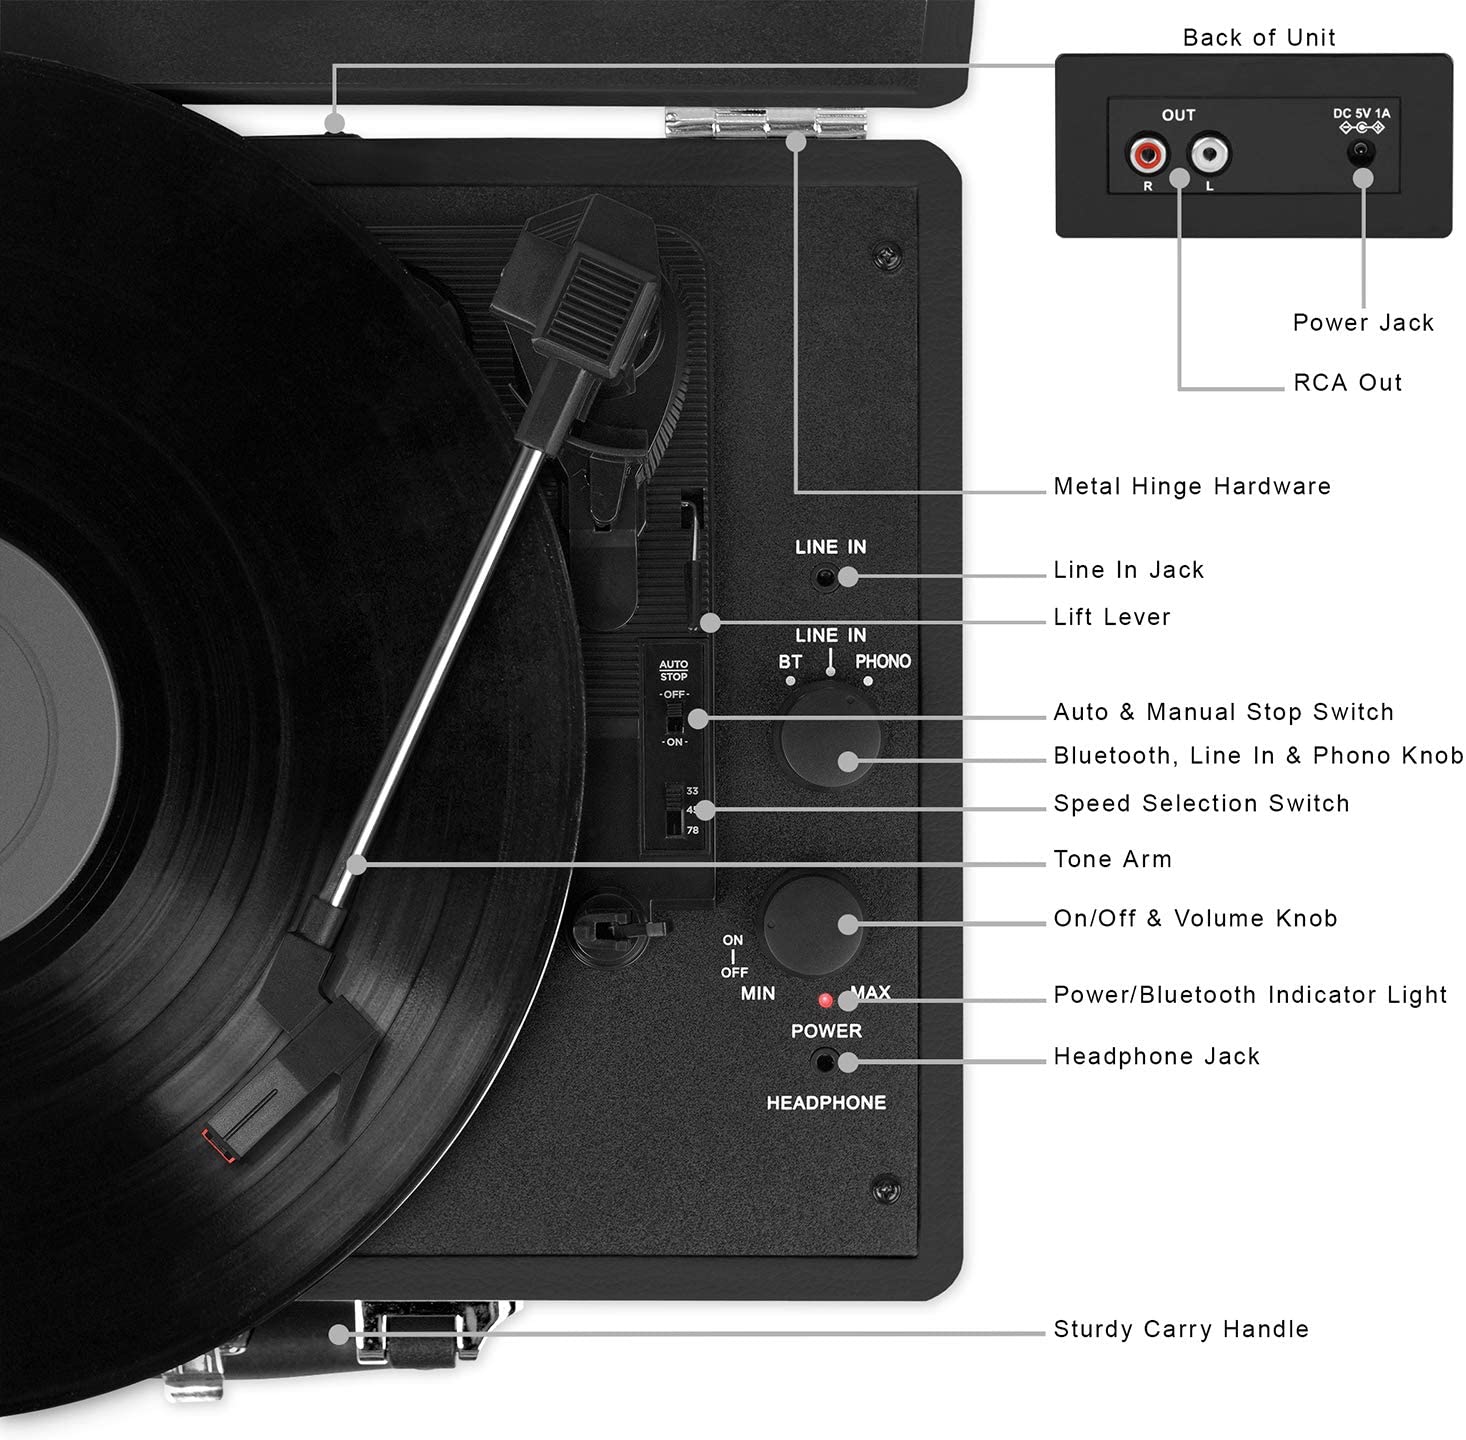 Back of Unit
OUT
DC 5V 1A
R
L
Power Jack
RCA Out
Metal Hinge Hardware
LINE IN
Line In Jack
Lift Lever
LINE IN
BT
PHONO
AUTO
STOP
-OFF-
-ON-
Auto & Manual Stop Switch
Bluetooth, Line In & Phono Knob
33
45
78
Speed Selection Switch
Tone Arm
On/Off & Volume Knob
ON
OFF
MIN
MAX
Power/Bluetooth Indicator Light
POWER
Headphone Jack
HEADPHONE
Sturdy Carry Handle